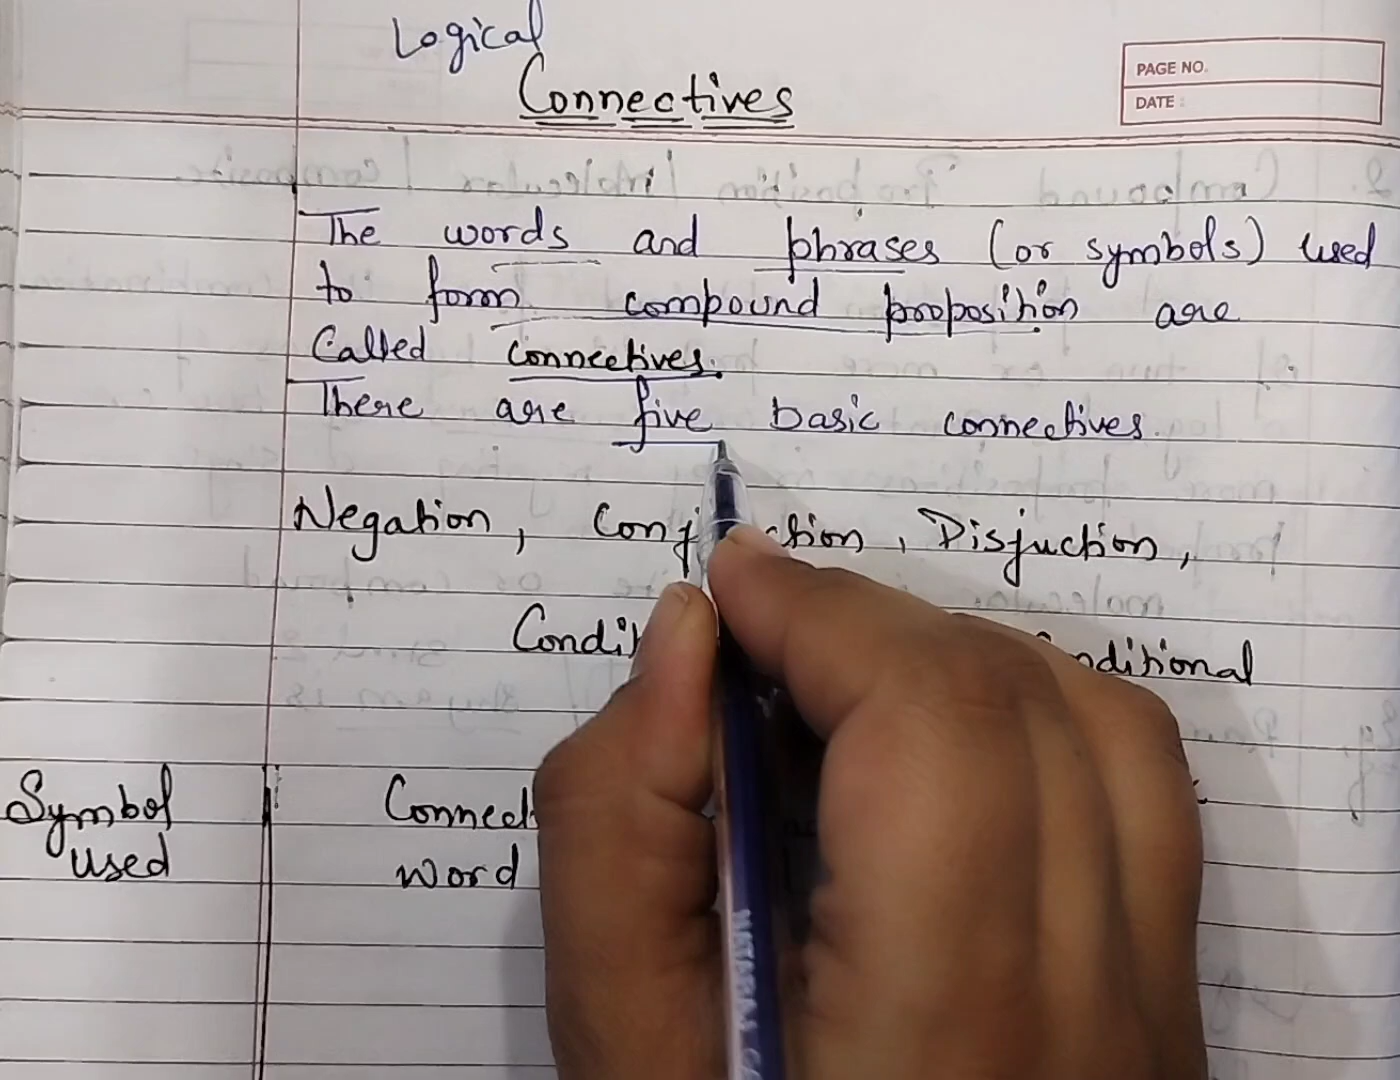 Logical
Connectives
PAGE NO.
DATE :
The words and phrases (or symbols) used
to form compound proposition are
Called connectives.
There are five basic connectives.
Negation, Disjuction,
Symbol
used
word